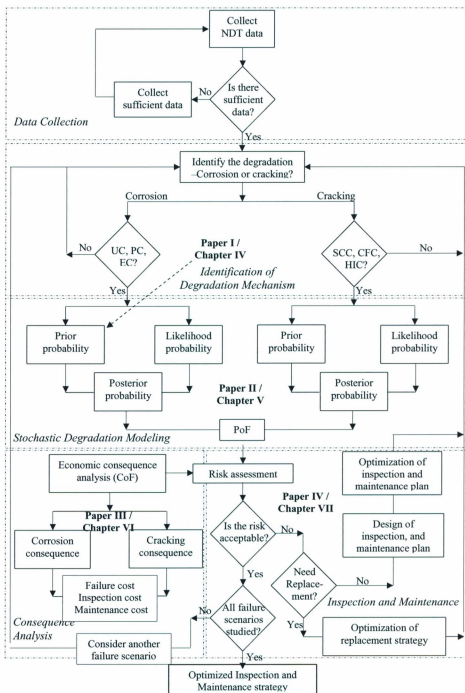 Collect
NDT data
Collect
sufficient data
No
Is there
sufficient
data?
Data Collection
Yes
Identify the degradation
–Corrosion or cracking?
Corrosion
Cracking
No
UC, PC,
EC?
Paper I /
Chapter IV
SCC, CFC,
HIC?
No
Identification of
Degradation Mechanism
Yes
Yes
Prior
probability
Likelihood
probability
Prior
probability
Likelihood
probability
Posterior
probability
Paper II /
Chapter V
Posterior
probability
Stochastic Degradation Modeling
PoF
Economic consequence
analysis (CoF)
Risk assessment
Optimization of
inspection and
maintenance plan
Paper III /
Chapter VI
Paper IV /
Chapter VII
Corrosion
consequence
Cracking
consequence
Is the risk
acceptable?
No
Design of
inspection, and
maintenance plan
Failure cost
Inspection cost
Maintenance cost
Yes
Need
Replace-
ment?
No
Inspection and Maintenance
Consequence
Analysis
No
All failure
scenarios
studied?
Yes
Optimization of
replacement strategy
Consider another
failure scenario
Yes
Optimized Inspection and
Maintenance strategy